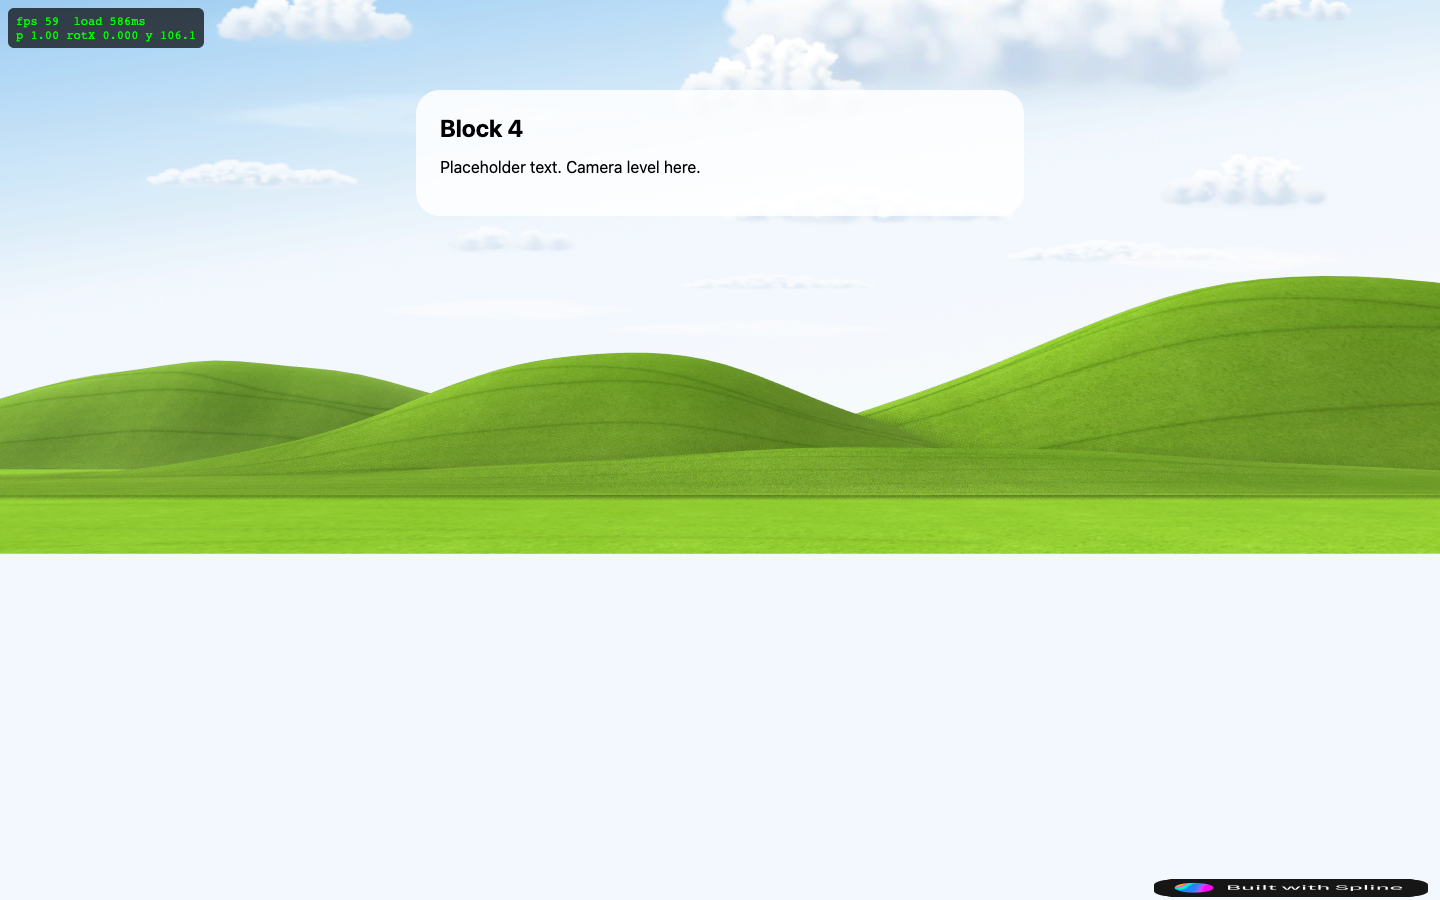 fps 59  load 586ms
p 1.00 rotX 0.000 y 106.1
Block 4
Placeholder text. Camera level here.
Built with Spline